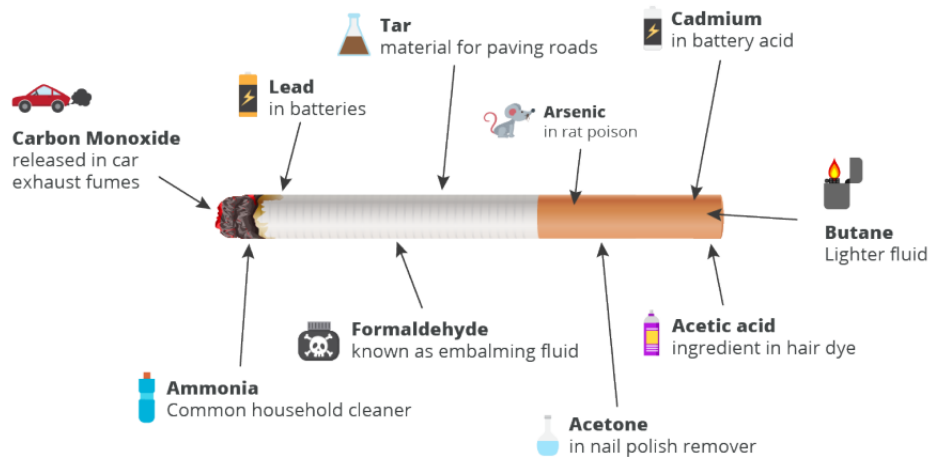 Tar
material for paving roads
Cadmium
in battery acid
Lead
in batteries
Arsenic
in rat poison
Carbon Monoxide
released in car
exhaust fumes
Butane
Lighter fluid
Formaldehyde
known as embalming fluid
Acetic acid
ingredient in hair dye
Ammonia
Common household cleaner
Acetone
in nail polish remover